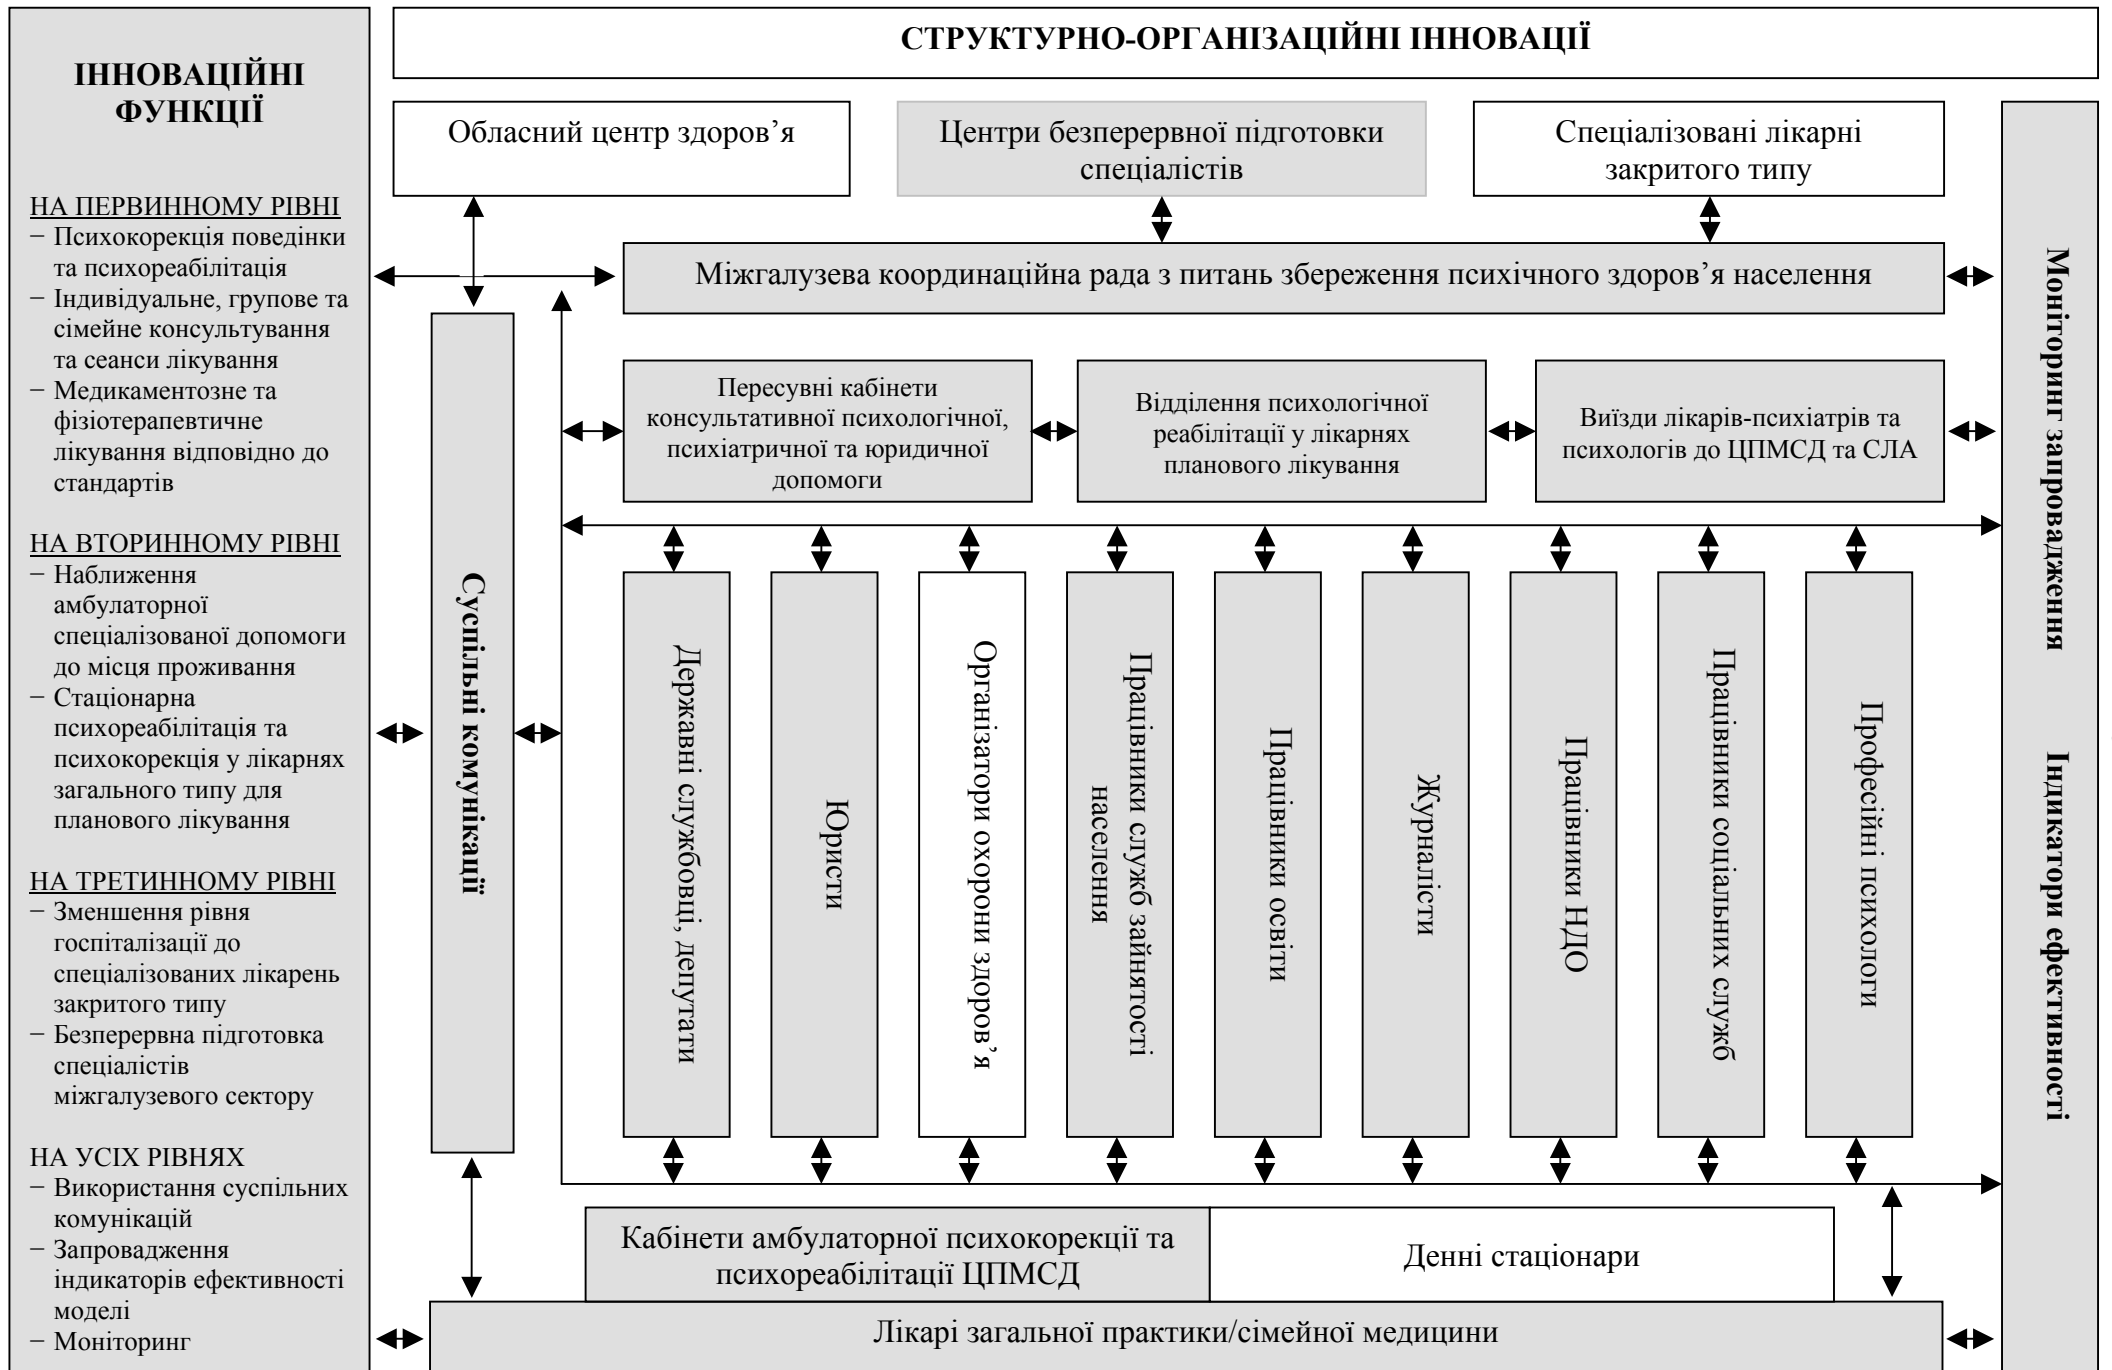 ІННОВАЦІЙНІ
ФУНКЦІЇ
НА ПЕРВИННОМУ РІВНІ
− Психокорекція поведінки
та психореабілітація
− Індивідуальне, групове та
сімейне консультування
та сеанси лікування
− Медикаментозне та
фізіотерапевтичне
лікування відповідно до
стандартів
НА ВТОРИННОМУ РІВНІ
− Наближення
амбулаторної
спеціалізованої допомоги
до місця проживання
− Стаціонарна
психореабілітація та
психокорекція у лікарнях
загального типу для
планового лікування
НА ТРЕТИННОМУ РІВНІ
− Зменшення рівня
госпіталізації до
спеціалізованих лікарень
закритого типу
− Безперервна підготовка
спеціалістів
міжгалузевого сектору
НА УСІХ РІВНЯХ
− Використання суспільних
комунікацій
− Запровадження
індикаторів ефективності
моделі
− Моніторинг
СТРУКТУРНО-ОРГАНІЗАЦІЙНІ ІННОВАЦІЇ
Обласний центр здоров’я
Центри безперервної підготовки
спеціалістів
Спеціалізовані лікарні
закритого типу
Міжгалузева координаційна рада з питань збереження психічного здоров’я населення
Суспільні комунікації
Пересувні кабінети
консультативної психологічної,
психіатричної та юридичної
допомоги
Відділення психологічної
реабілітації у лікарнях
планового лікування
Виїзди лікарів-психіатрів та
психологів до ЦПМСД та СЛА
Державні службовці, депутати
Юристи
Організатори охорони здоров’я
Працівники служб зайнятості
населення
Працівники освіти
Журналісти
Працівники НДО
Працівники соціальних служб
Професійні психологи
Кабінети амбулаторної психокорекції та
психореабілітації ЦПМСД
Денні стаціонари
Лікарі загальної практики/сімейної медицини
Моніторинг запровадження Індикатори ефективності